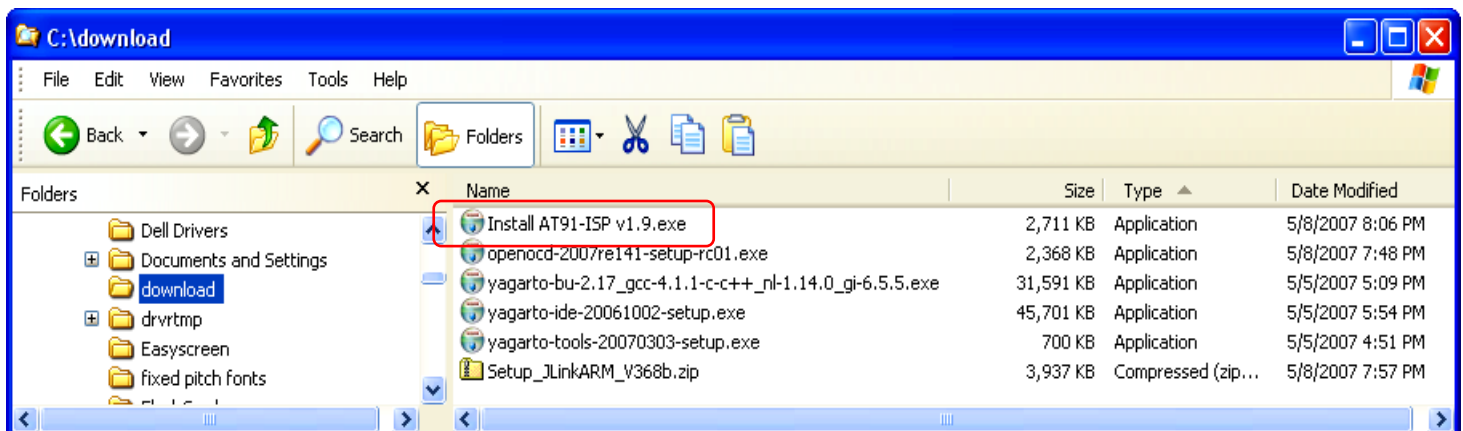 C:\download
File Edit View Favorites Tools Help
Back Search Folders
Folders X Name Size Type Date Modified
Dell Drivers Install AT91-ISP v1.9.exe 2,711 KB Application 5/8/2007 8:06 PM
Documents and Settings openocd-2007re141-setup-rc01.exe 2,368 KB Application 5/8/2007 7:48 PM
download yagarto-bu-2.17_gcc-4.1.1-c-c++_nl-1.14.0_gi-6.5.5.exe 31,591 KB Application 5/5/2007 5:09 PM
drvrtmp yagarto-ide-20061002-setup.exe 45,701 KB Application 5/5/2007 5:54 PM
Easyscreen yagarto-tools-20070303-setup.exe 700 KB Application 5/5/2007 4:51 PM
fixed pitch fonts Setup_JLinkARM_V368b.zip 3,937 KB Compressed (zip... 5/8/2007 7:57 PM